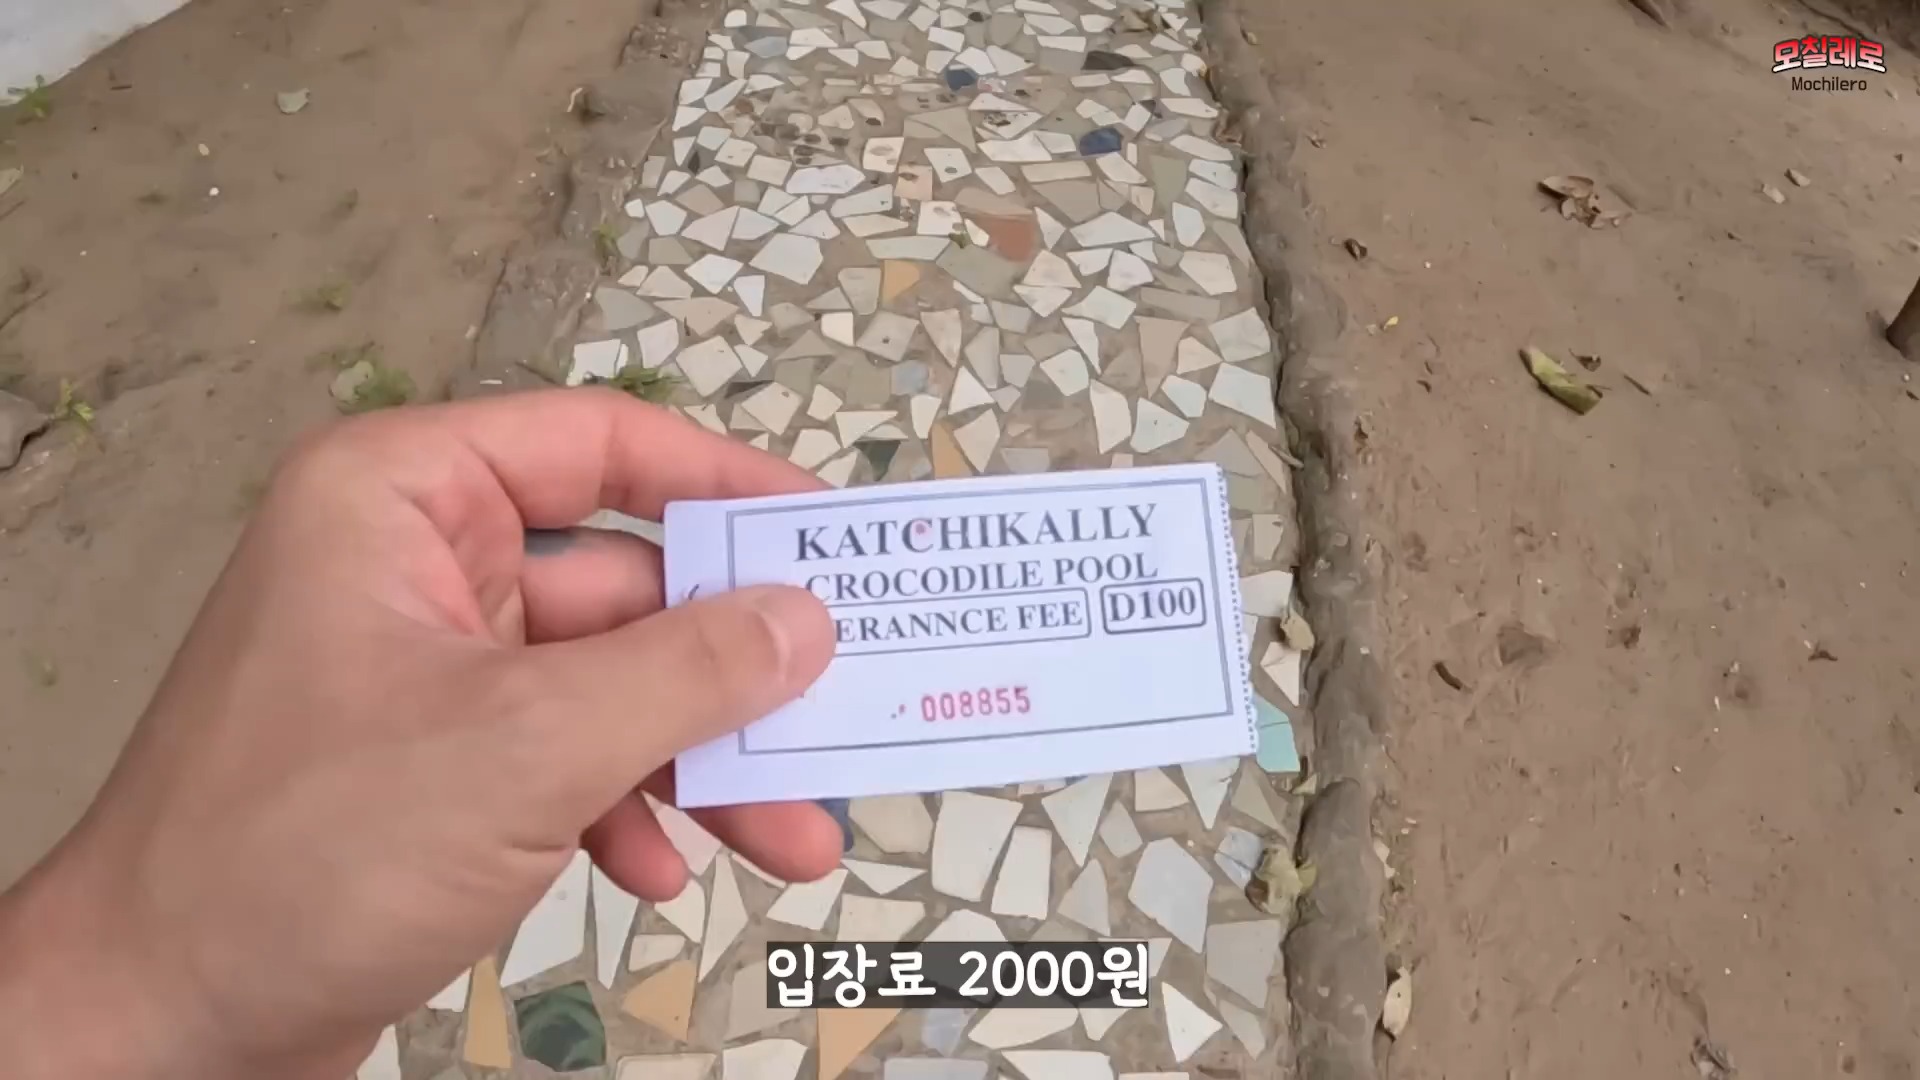 모칠레로
Mochilero
KATCHIKALLY
CROCODILE POOL
ERANNCE FEE D100
008855
입장료 2000원